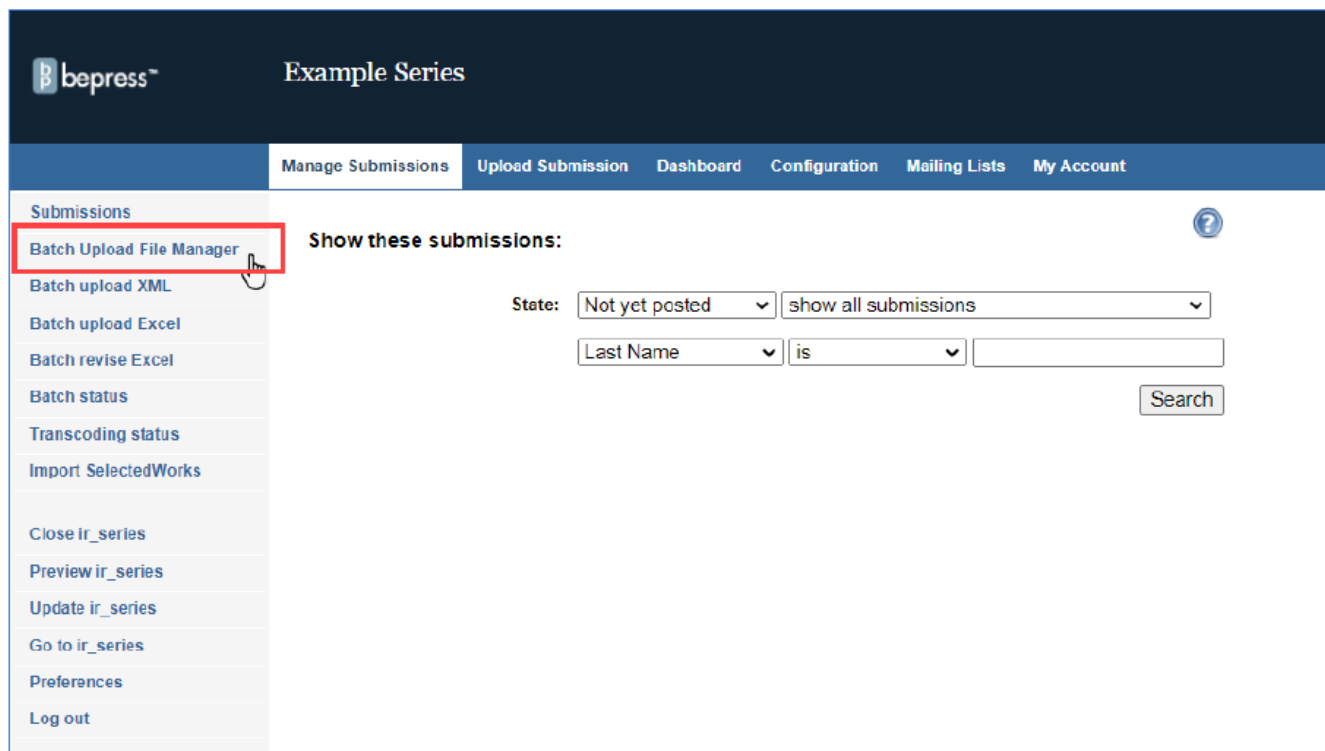 bepress™
Example Series
Manage Submissions Upload Submission Dashboard Configuration Mailing Lists My Account
Submissions
Batch Upload File Manager
Batch upload XML
Batch upload Excel
Batch revise Excel
Batch status
Transcoding status
Import SelectedWorks
Close ir_series
Preview ir_series
Update ir_series
Go to ir_series
Preferences
Log out
?
Show these submissions:
State: Not yet posted show all submissions
Last Name is
Search